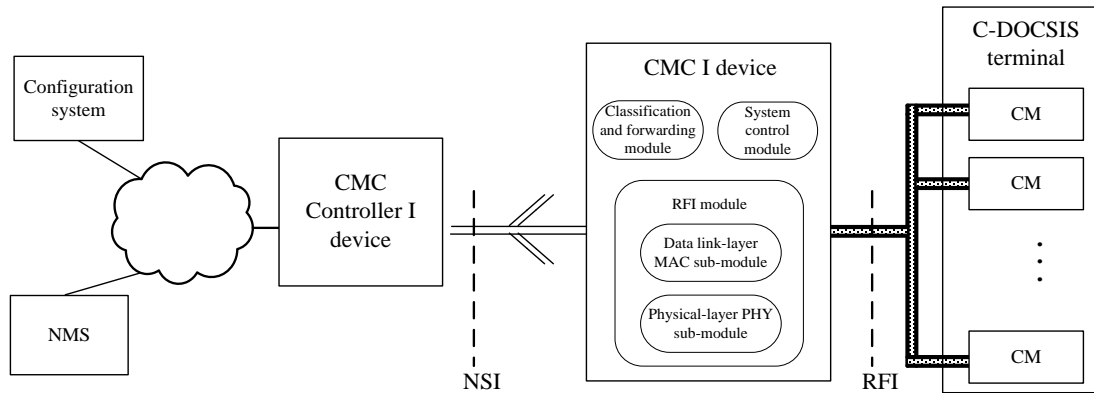 Configuration
system
NMS
CMC
Controller I
device
NSI
CMC I device
Classification
and forwarding
module
System
control
module
RFI module
Data link-layer
MAC sub-module
Physical-layer PHY
sub-module
RFI
C-DOCSIS
terminal
CM
CM
CM